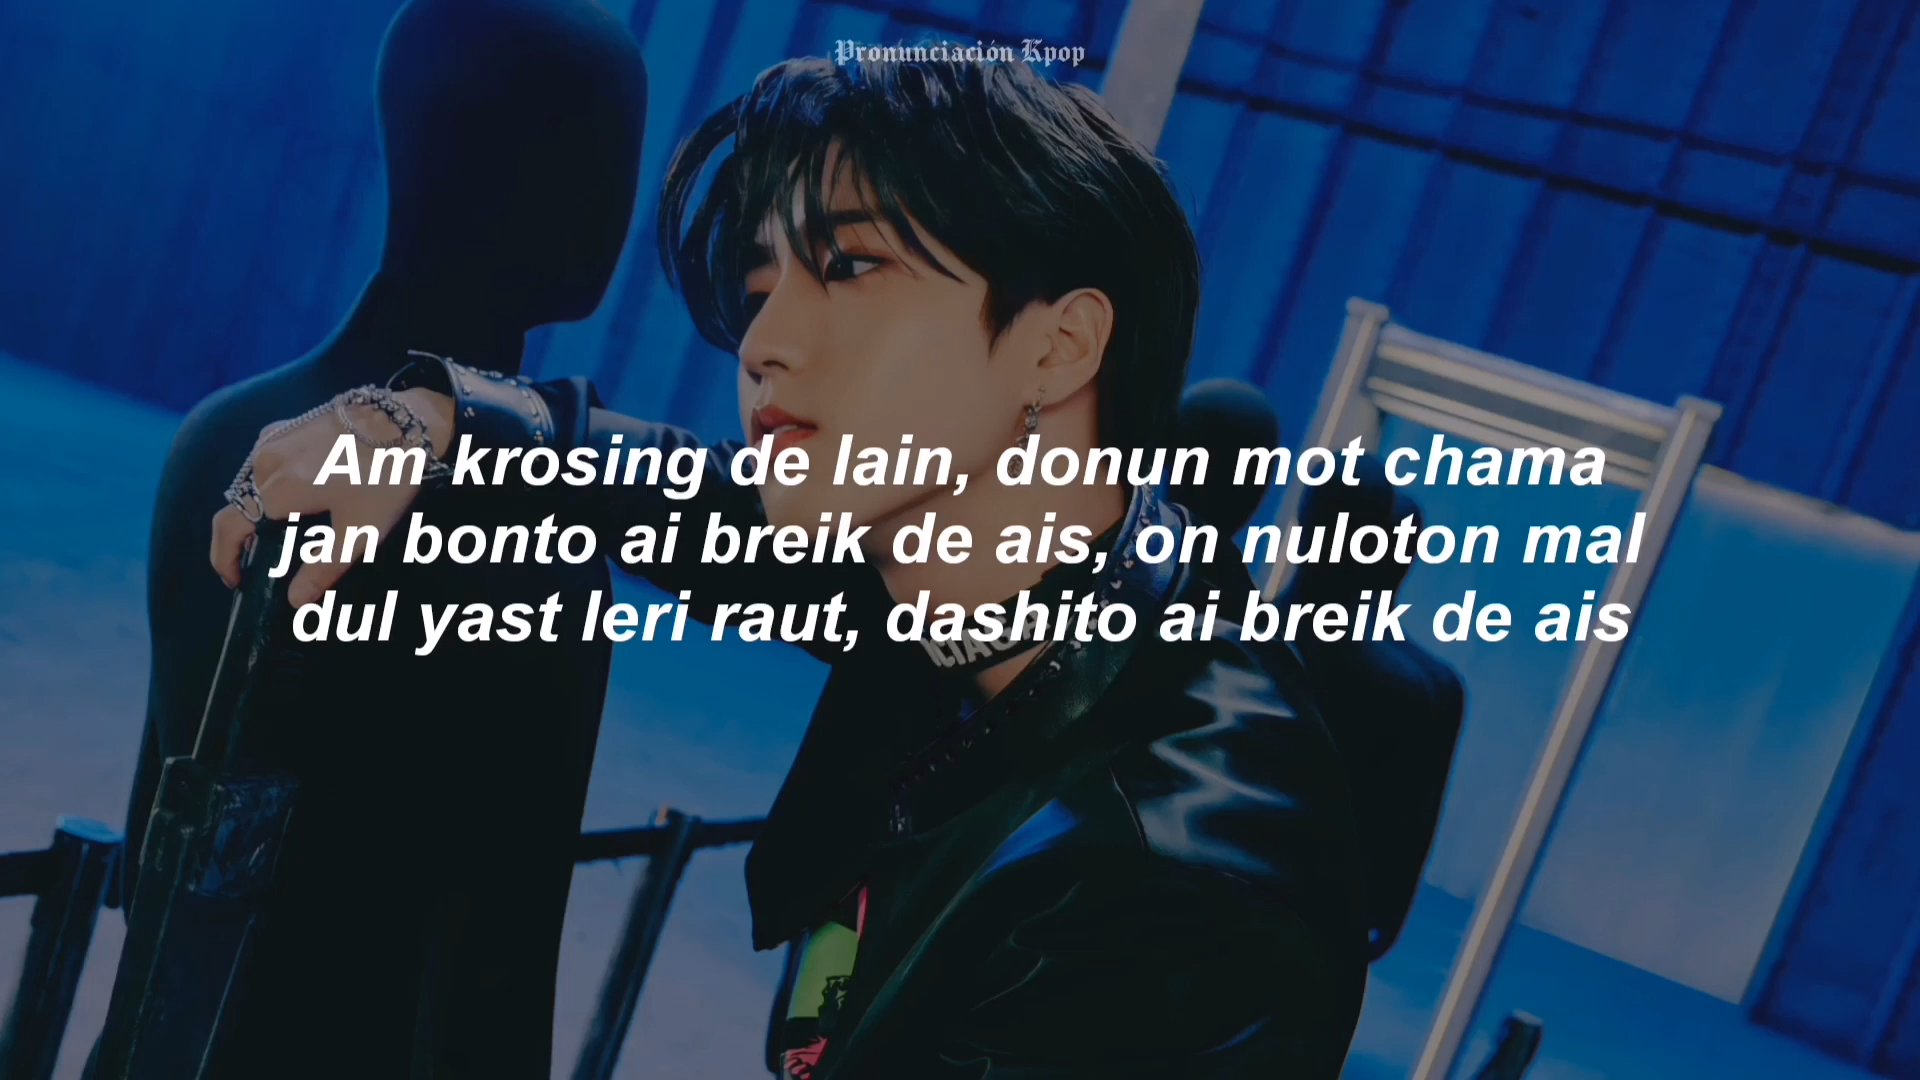 Pronunciación Kpop
Am krosing de lain, donun mot chama
jan bonto ai breik de ais, on nuloton mal
dul yast leri raut, dashito ai breik de ais